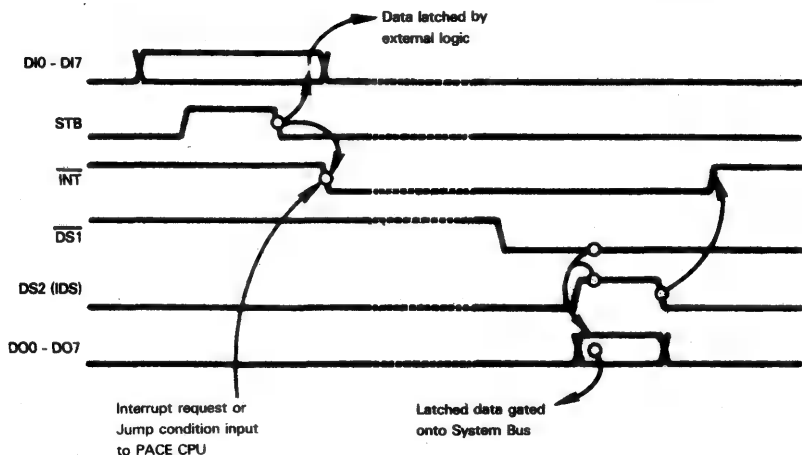 Data latched by
external logic
DI0 - DI7
STB
INT
DS1
DS2 (IDS)
DO0 - DO7
Interrupt request or
Jump condition input
to PACE CPU
Latched data gated
onto System Bus